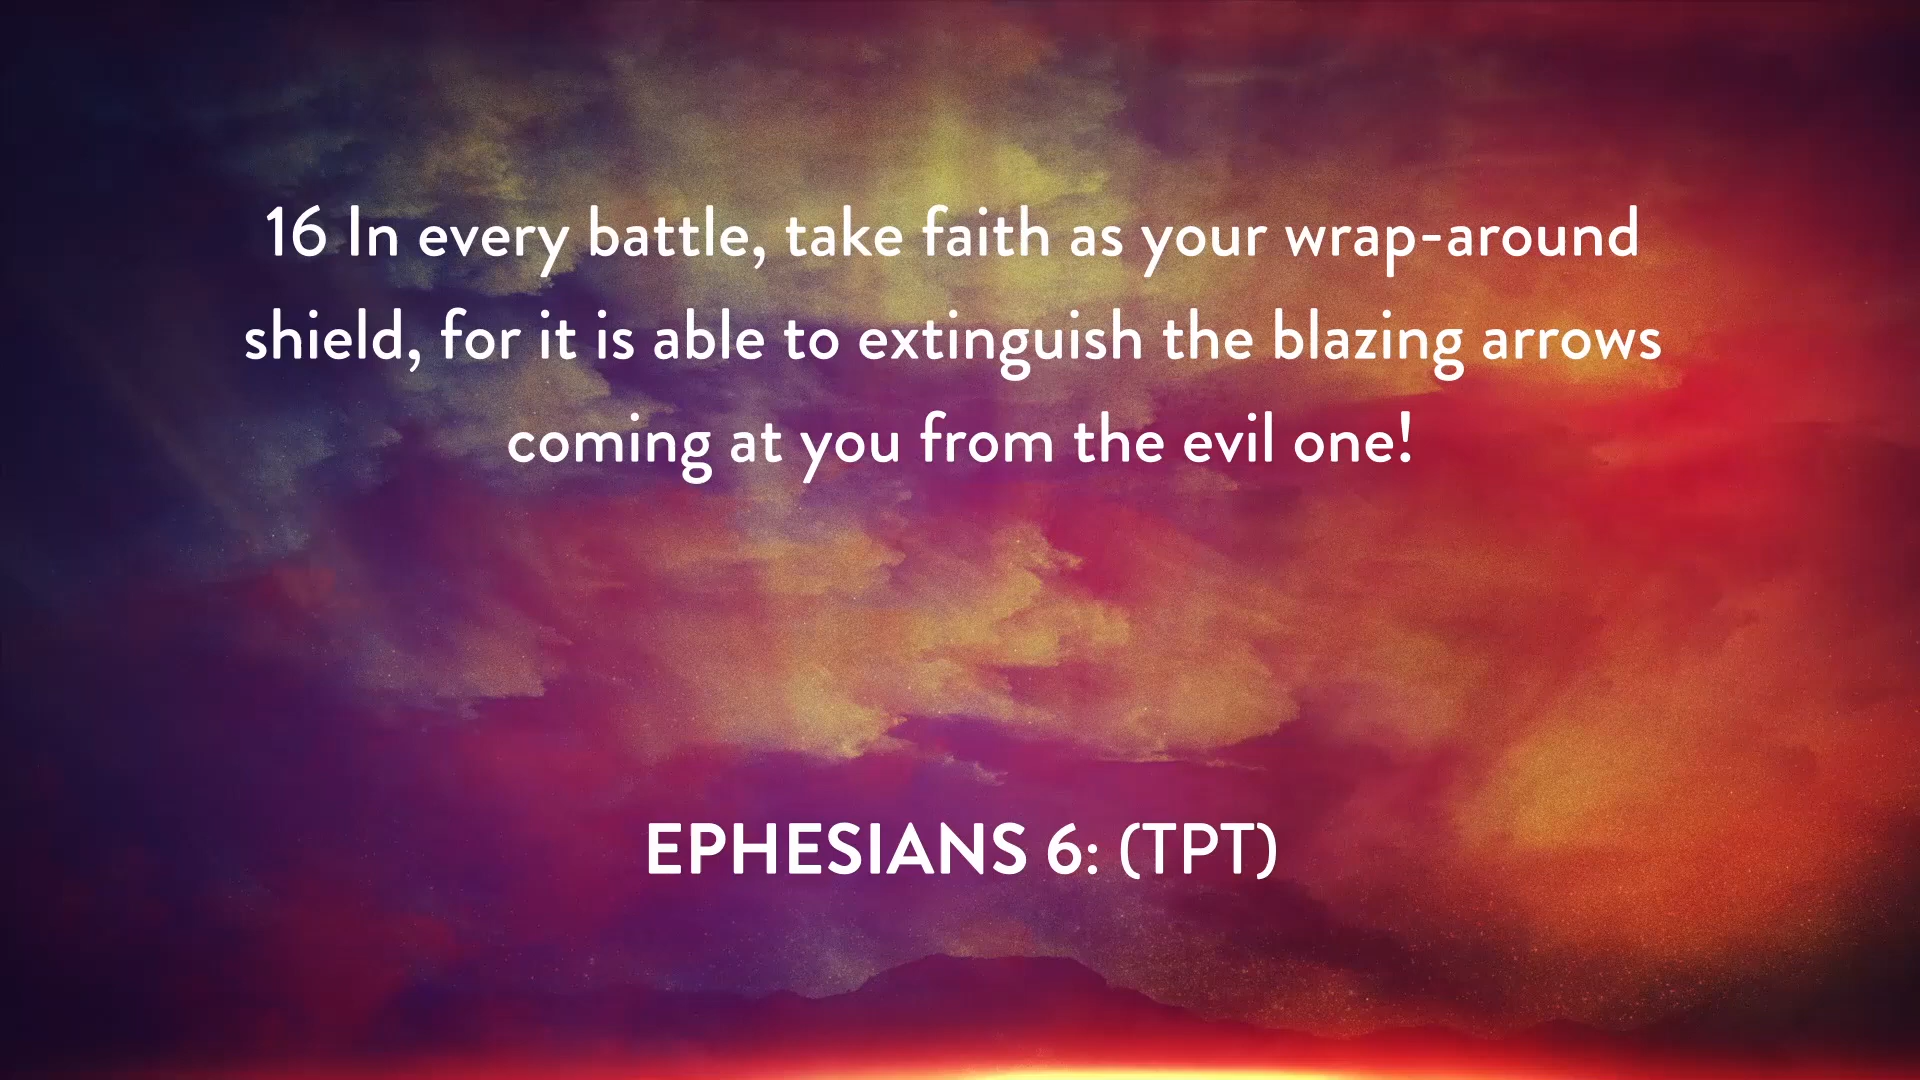 16 In every battle, take faith as your wrap-around
shield, for it is able to extinguish the blazing arrows
coming at you from the evil one!
EPHESIANS 6: (TPT)